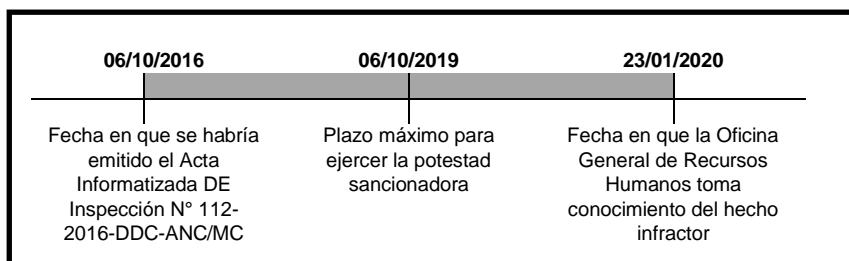 06/10/2016 06/10/2019 23/01/2020
Fecha en que se habría
emitido el Acta
Informatizada DE
Inspección N° 112-
2016-DDC-ANC/MC
Plazo máximo para
ejercer la potestad
sancionadora
Fecha en que la Oficina
General de Recursos
Humanos toma
conocimiento del hecho
infractor